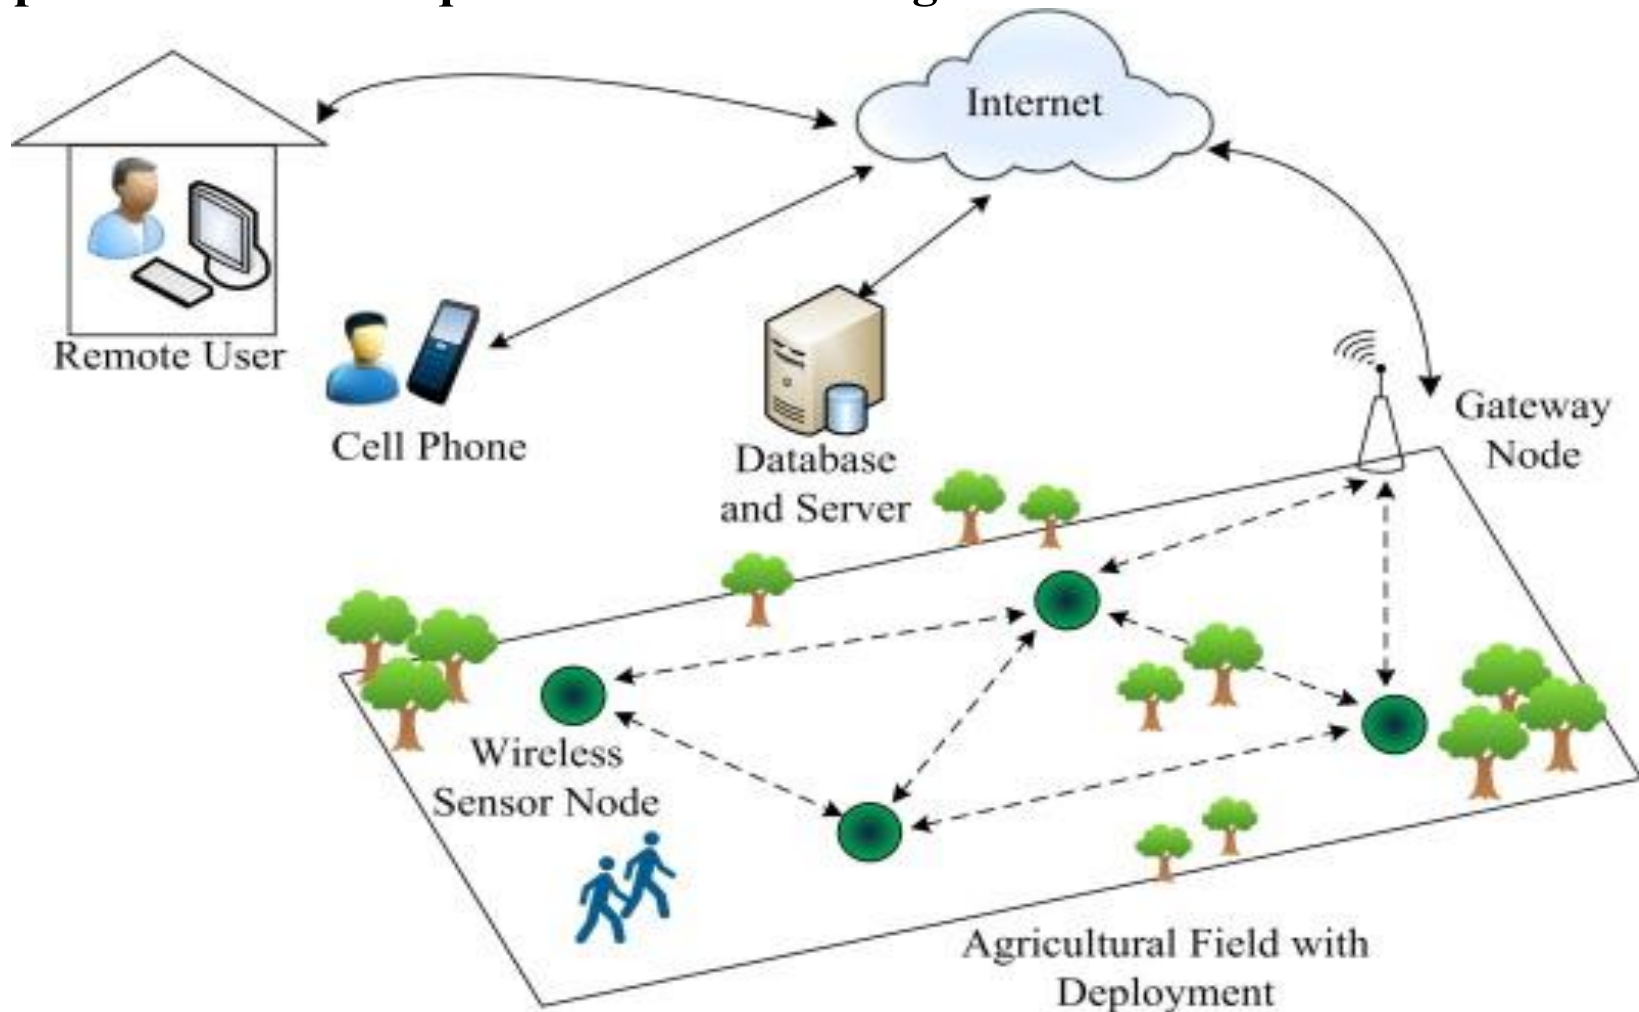 Internet
Remote User
Cell Phone
Database
and Server
Gateway
Node
Wireless
Sensor Node
Agricultural Field with
Deployment